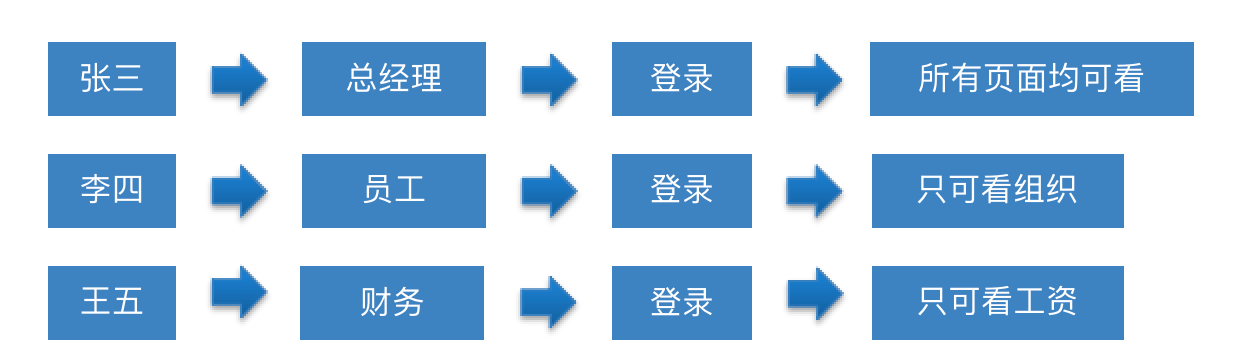 张三 总经理 登录 所有页面均可看
李四 员工 登录 只可看组织
王五 财务 登录 只可看工资